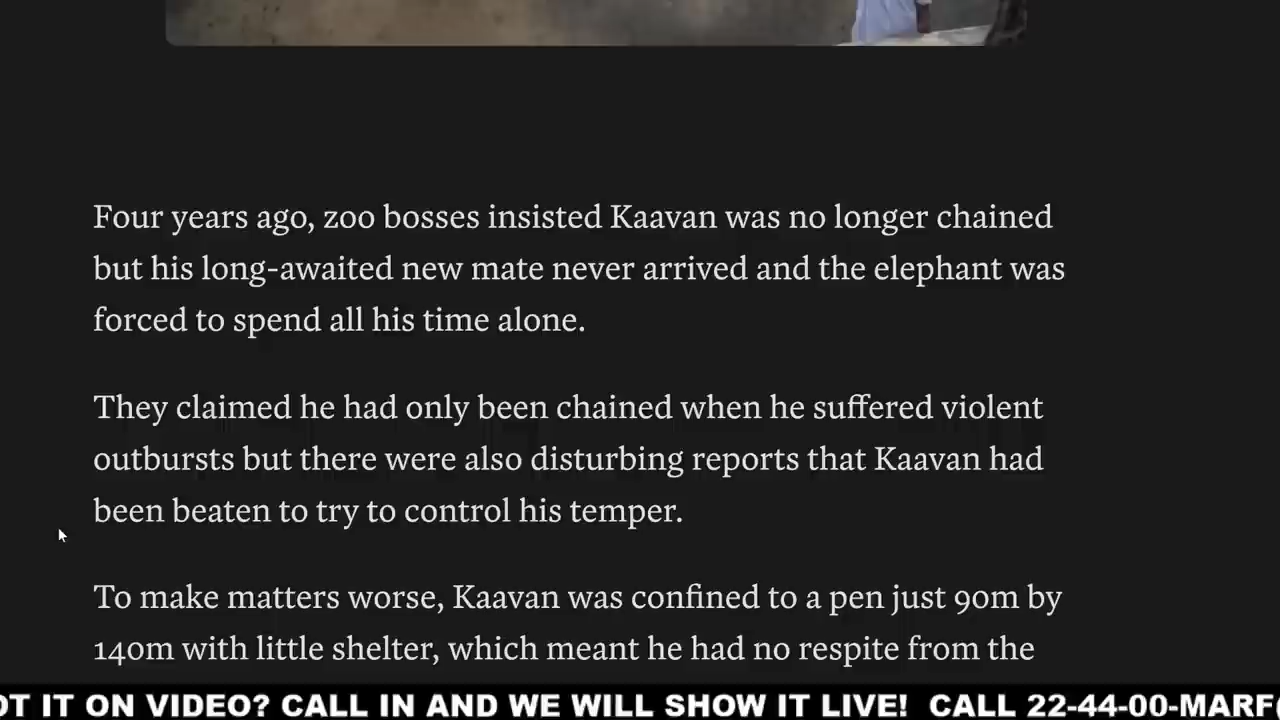 Four years ago, zoo bosses insisted Kaavan was no longer chained
but his long-awaited new mate never arrived and the elephant was
forced to spend all his time alone.
They claimed he had only been chained when he suffered violent
outbursts but there were also disturbing reports that Kaavan had
been beaten to try to control his temper.
To make matters worse, Kaavan was confined to a pen just 90m by
140m with little shelter, which meant he had no respite from the
IT ON VIDEO? CALL IN AND WE WILL SHOW IT LIVE! CALL 22-44-00-